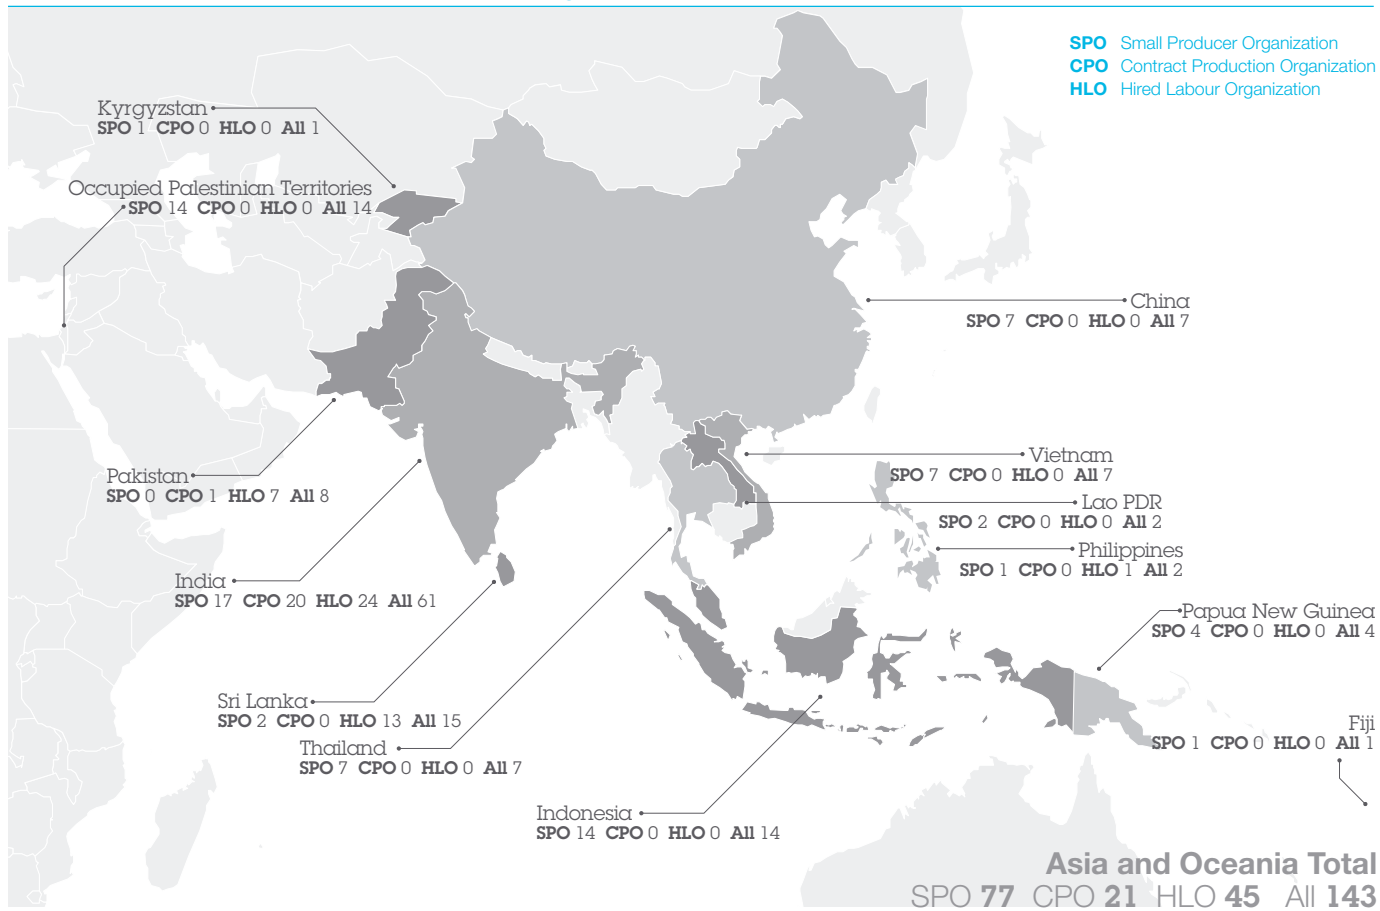 SPO Small Producer Organization
CPO Contract Production Organization
HLO Hired Labour Organization
Kyrgyzstan
SPO 1 CPO 0 HLO 0 All 1
Occupied Palestinian Territories
SPO 14 CPO 0 HLO 0 All 14
China
SPO 7 CPO 0 HLO 0 All 7
Pakistan
SPO 0 CPO 1 HLO 7 All 8
Vietnam
SPO 7 CPO 0 HLO 0 All 7
Lao PDR
SPO 2 CPO 0 HLO 0 All 2
Philippines
SPO 1 CPO 0 HLO 1 All 2
India
SPO 17 CPO 20 HLO 24 All 61
Papua New Guinea
SPO 4 CPO 0 HLO 0 All 4
Sri Lanka
SPO 2 CPO 0 HLO 13 All 15
Fiji
SPO 1 CPO 0 HLO 0 All 1
Thailand
SPO 7 CPO 0 HLO 0 All 7
Indonesia
SPO 14 CPO 0 HLO 0 All 14
Asia and Oceania Total
SPO 77 CPO 21 HLO 45 All 143